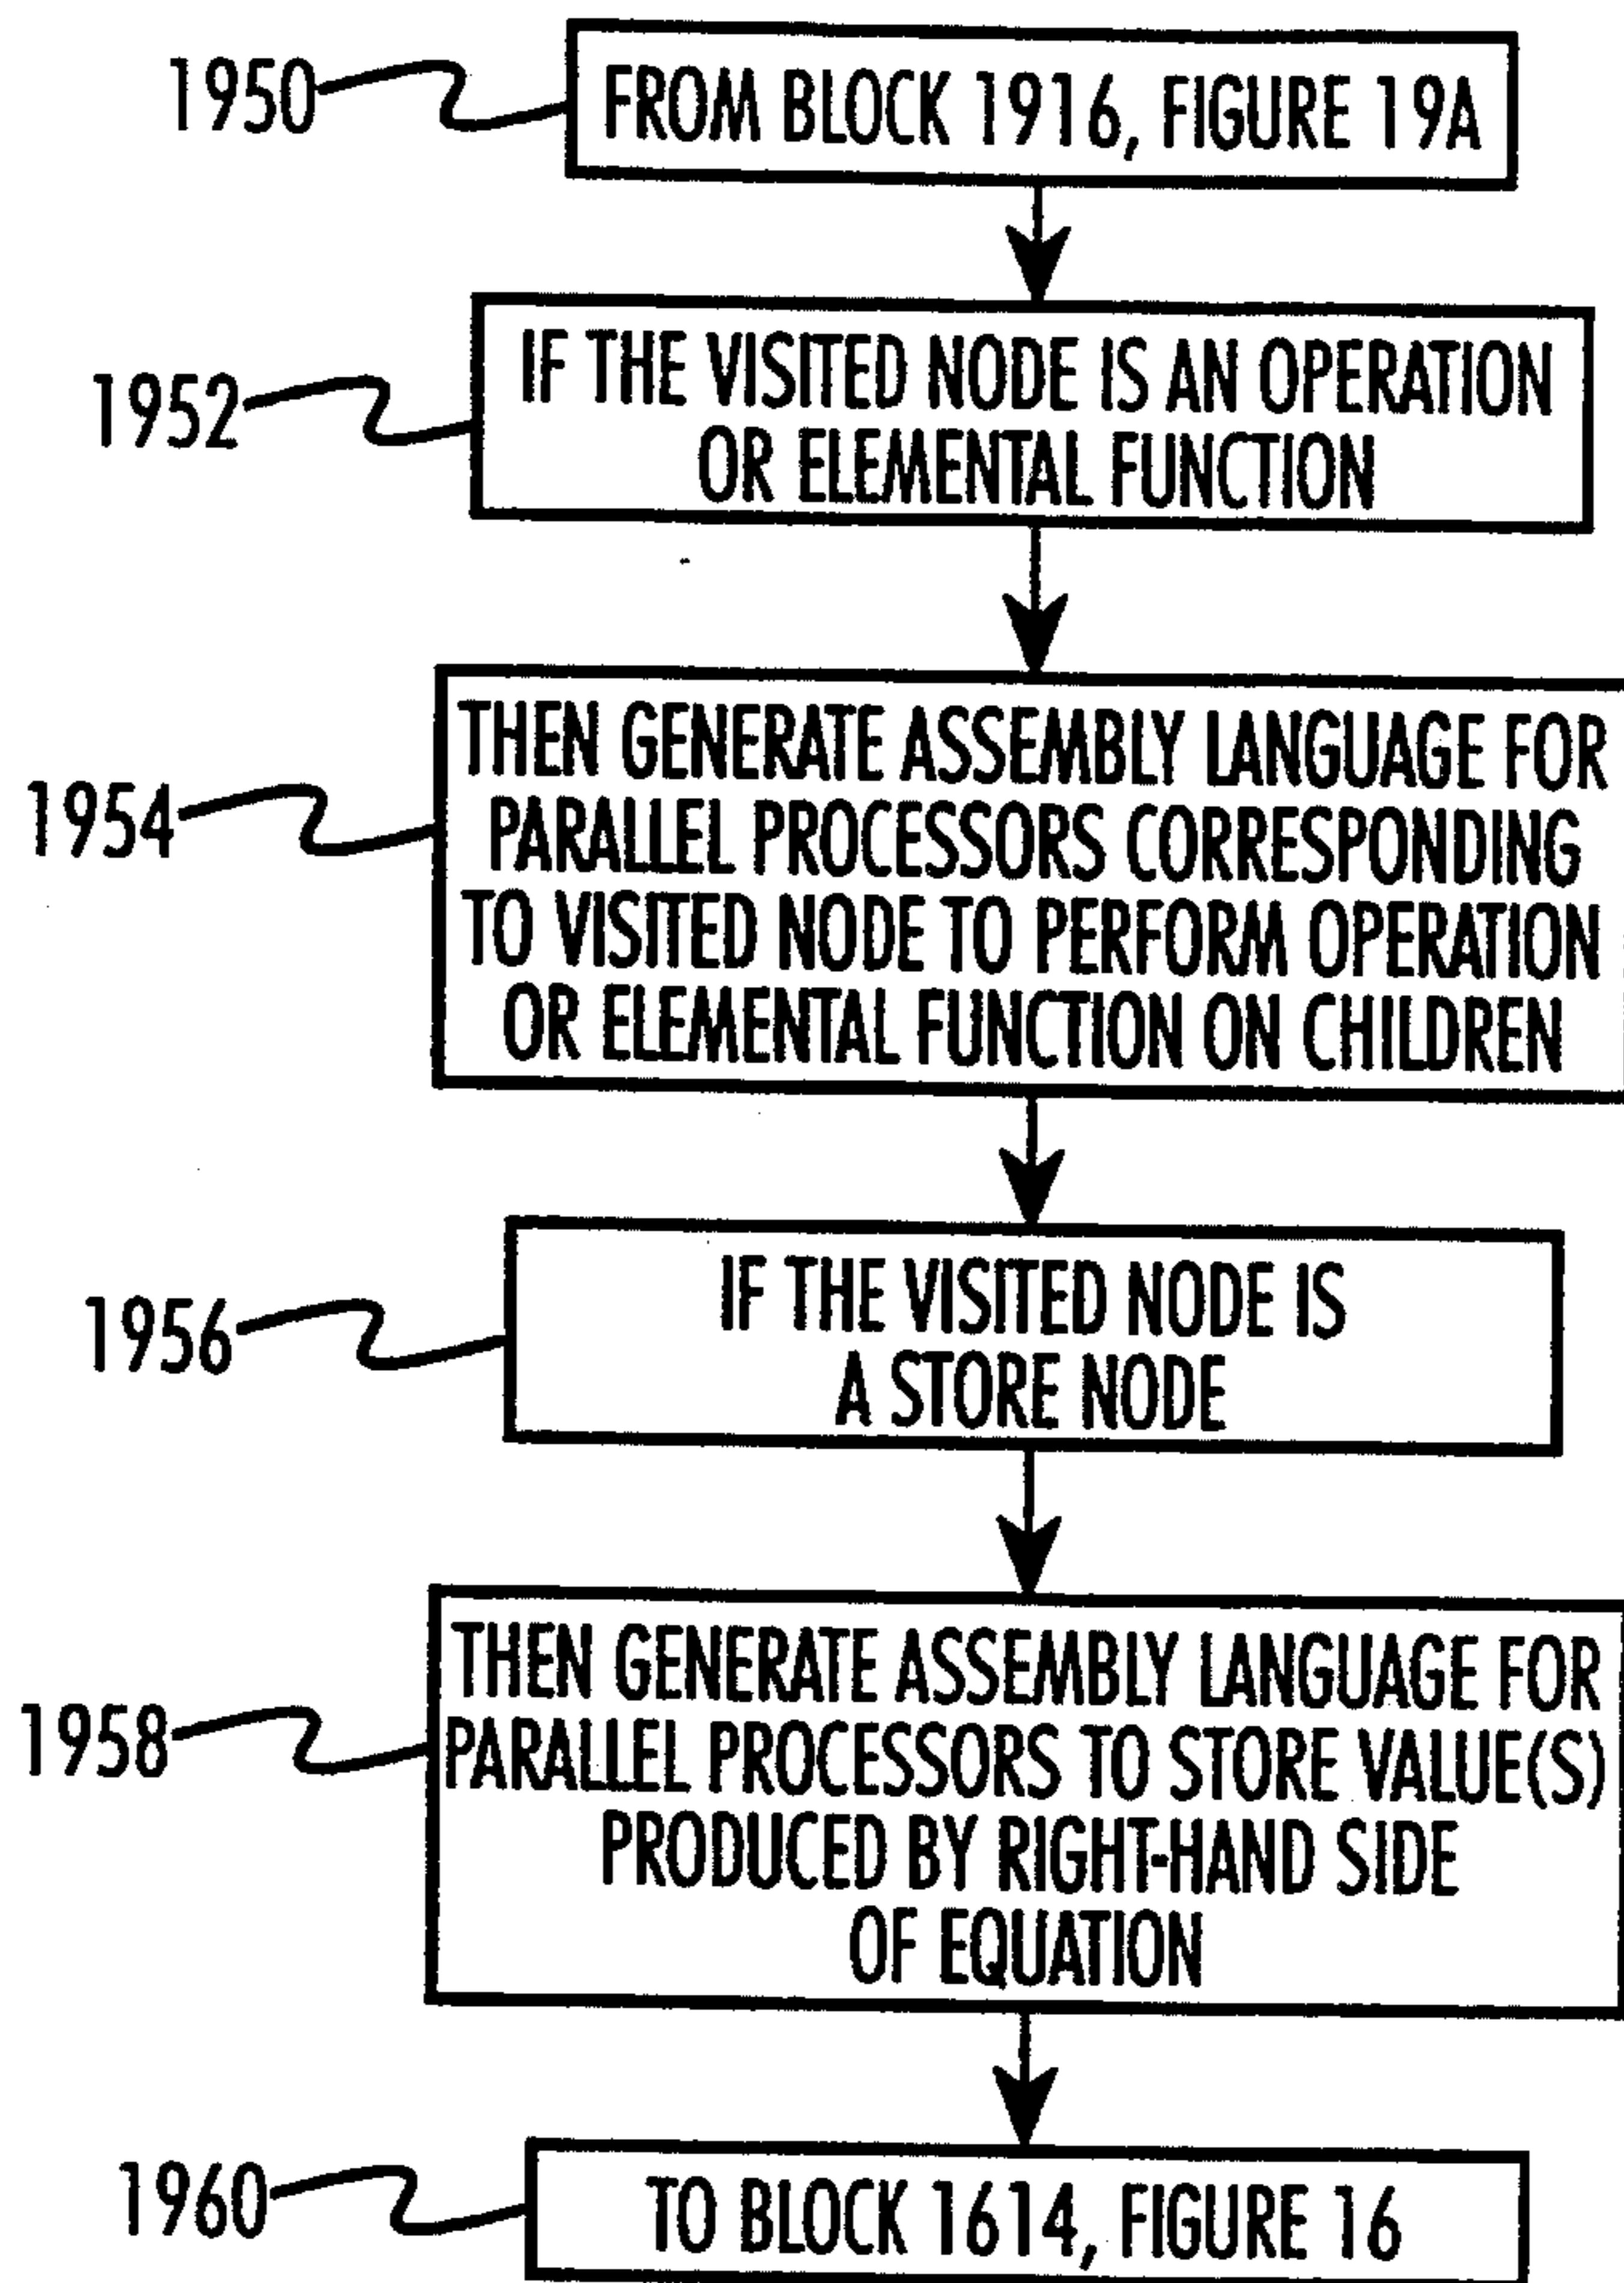 1950
FROM BLOCK 1916, FIGURE 19A
1952
IF THE VISITED NODE IS AN OPERATION
OR ELEMENTAL FUNCTION
1954
THEN GENERATE ASSEMBLY LANGUAGE FOR
PARALLEL PROCESSORS CORRESPONDING
TO VISITED NODE TO PERFORM OPERATION
OR ELEMENTAL FUNCTION ON CHILDREN
1956
IF THE VISITED NODE IS
A STORE NODE
1958
THEN GENERATE ASSEMBLY LANGUAGE FOR
PARALLEL PROCESSORS TO STORE VALUE(S)
PRODUCED BY RIGHT-HAND SIDE
OF EQUATION
1960
TO BLOCK 1614, FIGURE 16